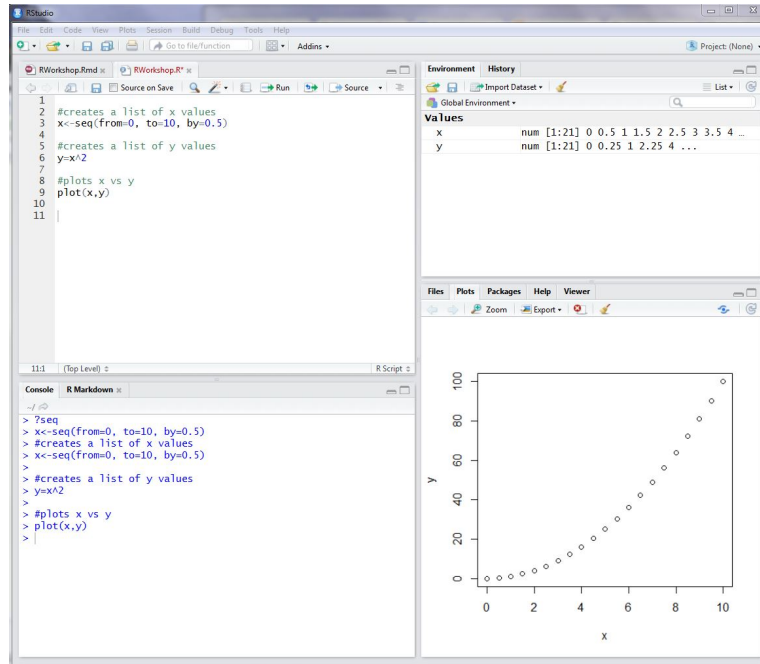 RStudio
File Edit Code View Plots Session Build Debug Tools Help
Go to file/function Addins Project: (None)
RWorkshop.Rmd RWorkshop.R*
Source on Save Run Source
1
2 #creates a list of x values
3 x<-seq(from=0, to=10, by=0.5)
4
5 #creates a list of y values
6 y=x^2
7
8 #plots x vs y
9 plot(x,y)
10
11
11:1 (Top Level) R Script
Console R Markdown
~/
> ?seq
> x<-seq(from=0, to=10, by=0.5)
> #creates a list of x values
> x<-seq(from=0, to=10, by=0.5)
>
> #creates a list of y values
> y=x^2
>
> #plots x vs y
> plot(x,y)
>
Environment History
Import Dataset List
Global Environment
Values
x num [1:21] 0 0.5 1 1.5 2 2.5 3 3.5 4 …
y num [1:21] 0 0.25 1 2.25 4 ...
Files Plots Packages Help Viewer
Zoom Export
100
80
60
40
20
0
y
0 2 4 6 8 10
x